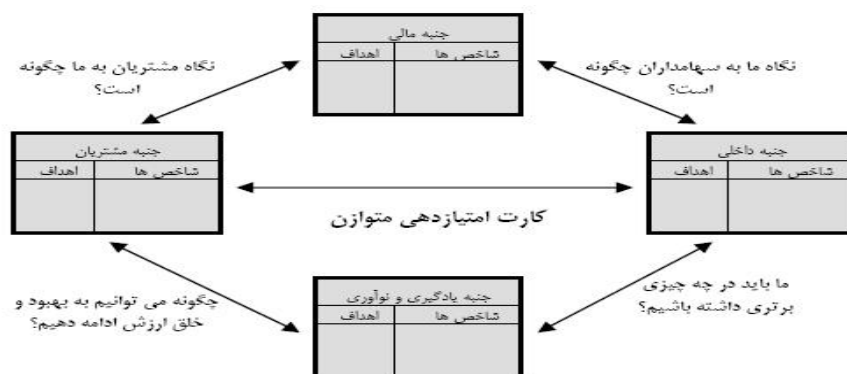 جنبه مالی
شاخص ها
اهداف
نگاه ما به سهامداران چگونه
است؟
نگاه مشتریان به ما چگونه
است؟
جنبه داخلی
شاخص ها
اهداف
جنبه مشتریان
شاخص ها
اهداف
کارت امتیازدهی متوازن
ما باید در چه چیزی
برتری داشته باشیم؟
جنبه یادگیری و نوآوری
شاخص ها
اهداف
چگونه می توانیم به بهبود و
خلق ارزش ادامه دهیم؟